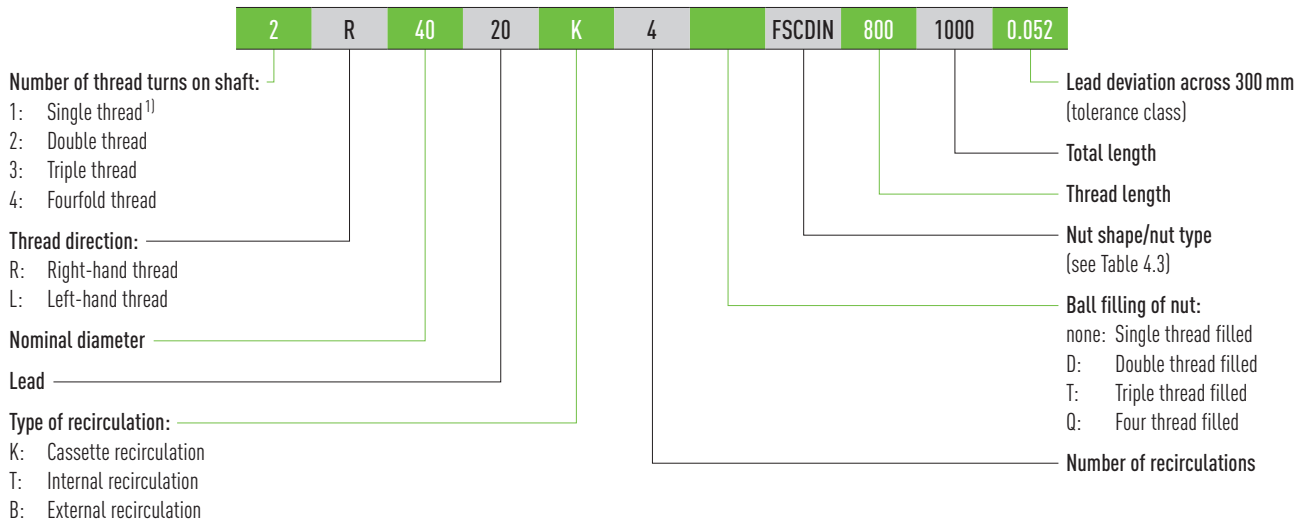 2 R 40 20 K 4 FSCDIN 800 1000 0.052
Number of thread turns on shaft:
1: Single thread 1)
2: Double thread
3: Triple thread
4: Fourfold thread
Thread direction:
R: Right-hand thread
L: Left-hand thread
Nominal diameter
Lead
Type of recirculation:
K: Cassette recirculation
T: Internal recirculation
B: External recirculation
Lead deviation across 300 mm
(tolerance class)
Total length
Thread length
Nut shape/nut type
(see Table 4.3)
Ball filling of nut:
none: Single thread filled
D: Double thread filled
T: Triple thread filled
Q: Four thread filled
Number of recirculations